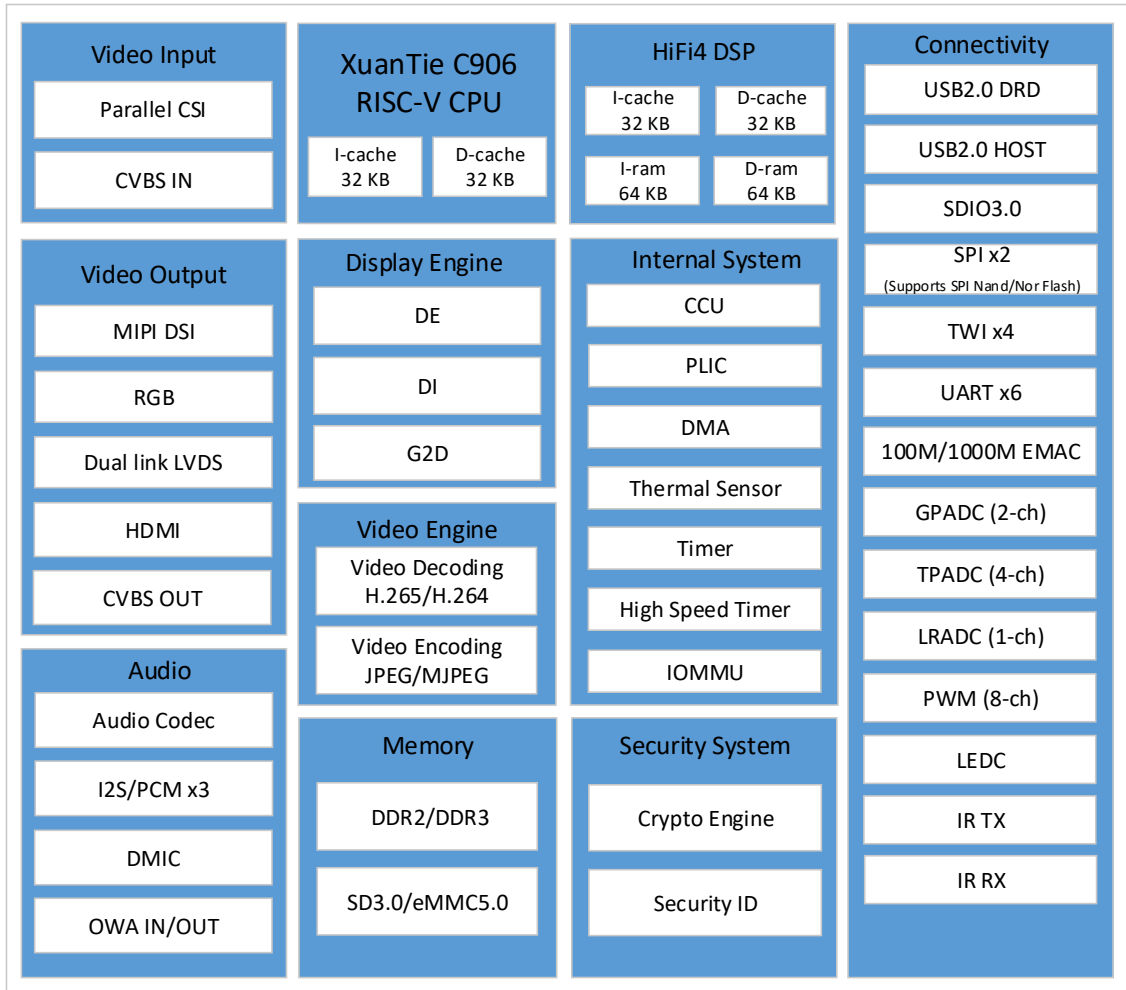 Video Input
Parallel CSI
CVBS IN
XuanTie C906
RISC-V CPU
I-cache
32 KB
D-cache
32 KB
HiFi4 DSP
I-cache
32 KB
D-cache
32 KB
I-ram
64 KB
D-ram
64 KB
Connectivity
USB2.0 DRD
USB2.0 HOST
SDIO3.0
SPI x2
(Supports SPI Nand/Nor Flash)
TWI x4
UART x6
100M/1000M EMAC
GPADC (2-ch)
TPADC (4-ch)
LRADC (1-ch)
PWM (8-ch)
LEDC
IR TX
IR RX
Video Output
MIPI DSI
RGB
Dual link LVDS
HDMI
CVBS OUT
Display Engine
DE
DI
G2D
Internal System
CCU
PLIC
DMA
Thermal Sensor
Timer
High Speed Timer
IOMMU
Video Engine
Video Decoding
H.265/H.264
Video Encoding
JPEG/MJPEG
Audio
Audio Codec
I2S/PCM x3
DMIC
OWA IN/OUT
Memory
DDR2/DDR3
SD3.0/eMMC5.0
Security System
Crypto Engine
Security ID